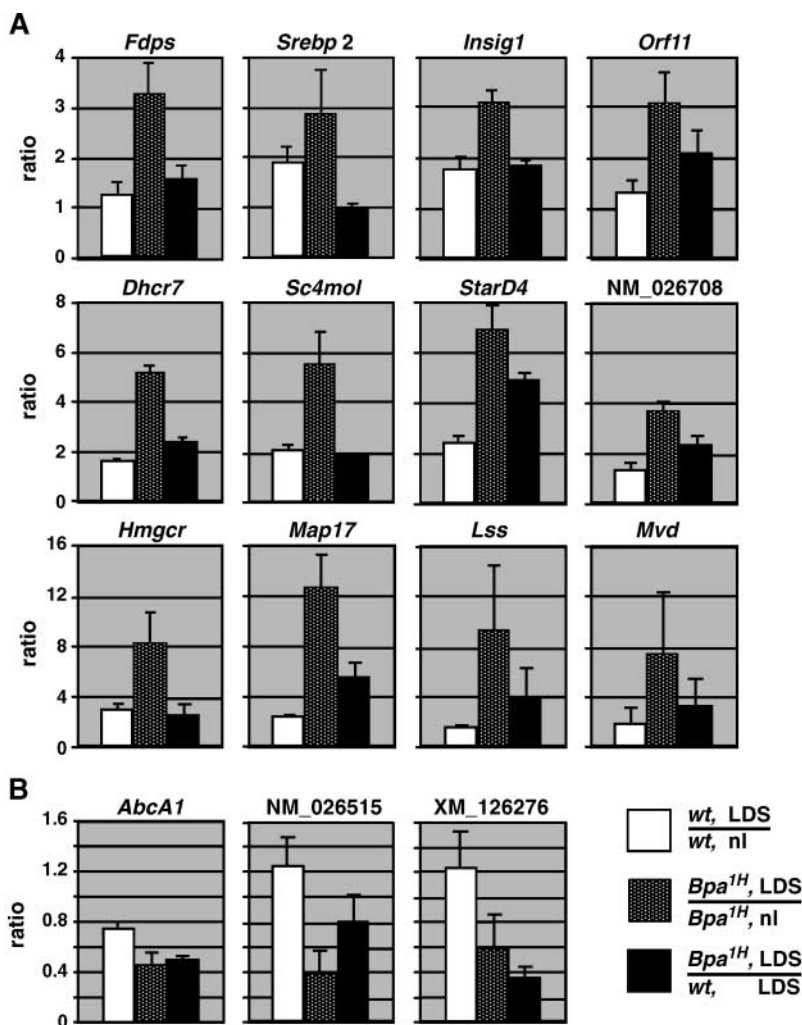 A
Fdps Srebp 2 Insig1 Orf11
ratio
4
3
2
1
0
Dhcr7 Sc4mol StarD4 NM_026708
ratio
8
6
4
2
0
Hmgcr Map17 Lss Mvd
ratio
16
12
8
4
0
B
AbcA1 NM_026515 XM_126276
ratio
1.6
1.2
0.8
0.4
0
wt, LDS
wt, nl
Bpa1H, LDS
Bpa1H, nl
Bpa1H, LDS
wt, LDS